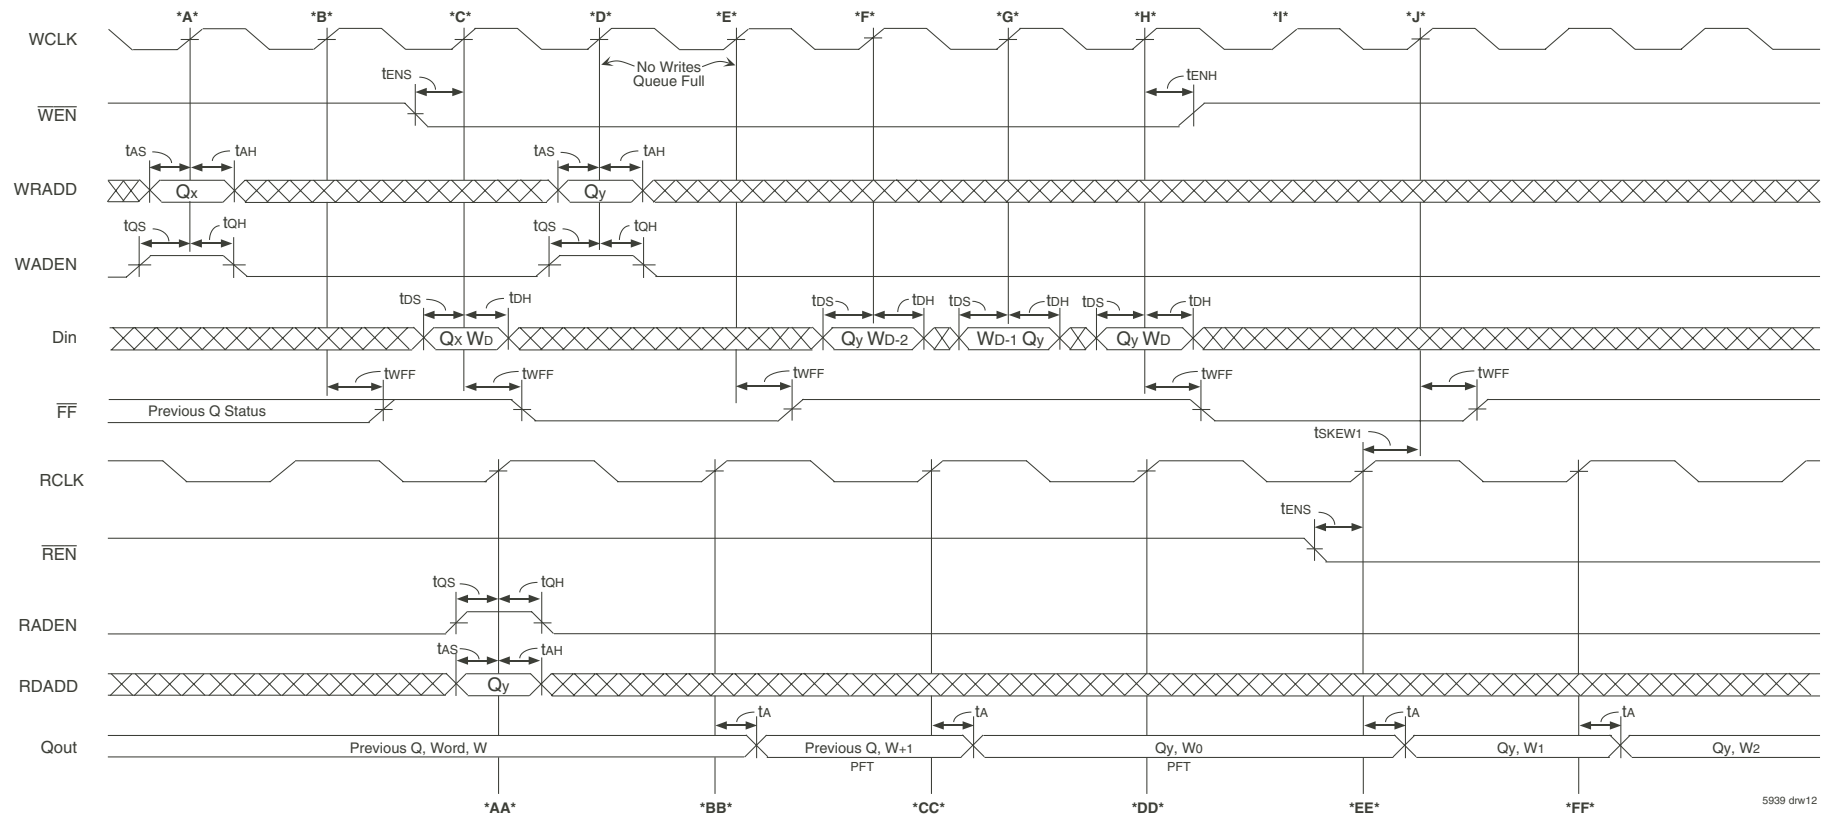 *A* *B* *C* *D* *E* *F* *G* *H* *I* *J*
WCLK
No Writes
Queue Full
tENS tENH
WEN
tAS tAH tAS tAH
WRADD Qx Qy
tQS tQH tQS tQH
WADEN
tDS tDH tDS tDH tDS tDH tDS tDH
Din Qx WD Qy WD-2 WD-1 Qy Qy WD
tWFF tWFF tWFF tWFF tWFF
FF Previous Q Status
tSKEW1
RCLK
tENS
REN
tQS tQH
RADEN
tAS tAH
RDADD Qy
tA tA tA tA
Qout Previous Q, Word, W Previous Q, W+1 Qy, W0 Qy, W1 Qy, W2
PFT PFT
*AA* *BB* *CC* *DD* *EE* *FF*
5939 drw12